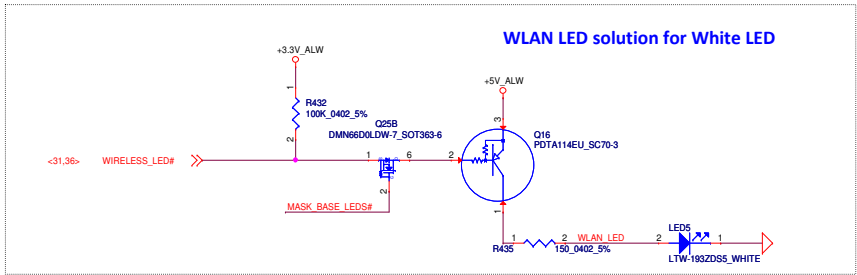 WLAN LED solution for White LED
+3.3V_ALW
+5V_ALW
1
R432
100K_0402_5%
2
Q25B
DMN66D0LDW-7_SOT363-6
3
Q16
PDTA114EU_SC70-3
<31,36>
WIRELESS_LED#
1
6
2
2
MASK_BASE_LEDS#
1
R435
1
2
150_0402_5%
WLAN_LED
2
LED5
1
LTW-193ZDS5_WHITE